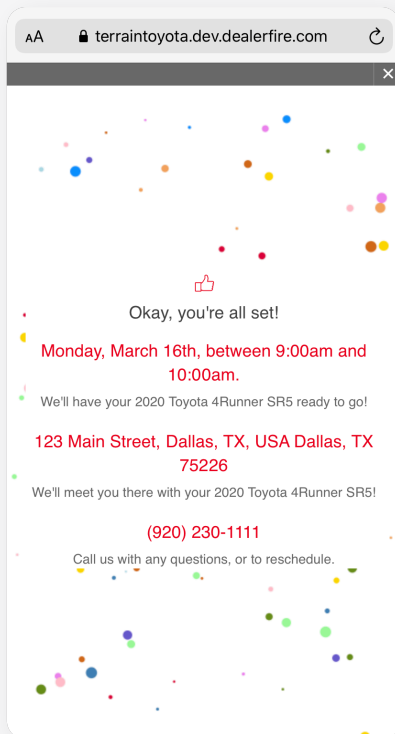 AA terraintoyota.dev.dealerfire.com
Okay, you're all set!
Monday, March 16th, between 9:00am and
10:00am.
We'll have your 2020 Toyota 4Runner SR5 ready to go!
123 Main Street, Dallas, TX, USA Dallas, TX
75226
We'll meet you there with your 2020 Toyota 4Runner SR5!
(920) 230-1111
Call us with any questions, or to reschedule.